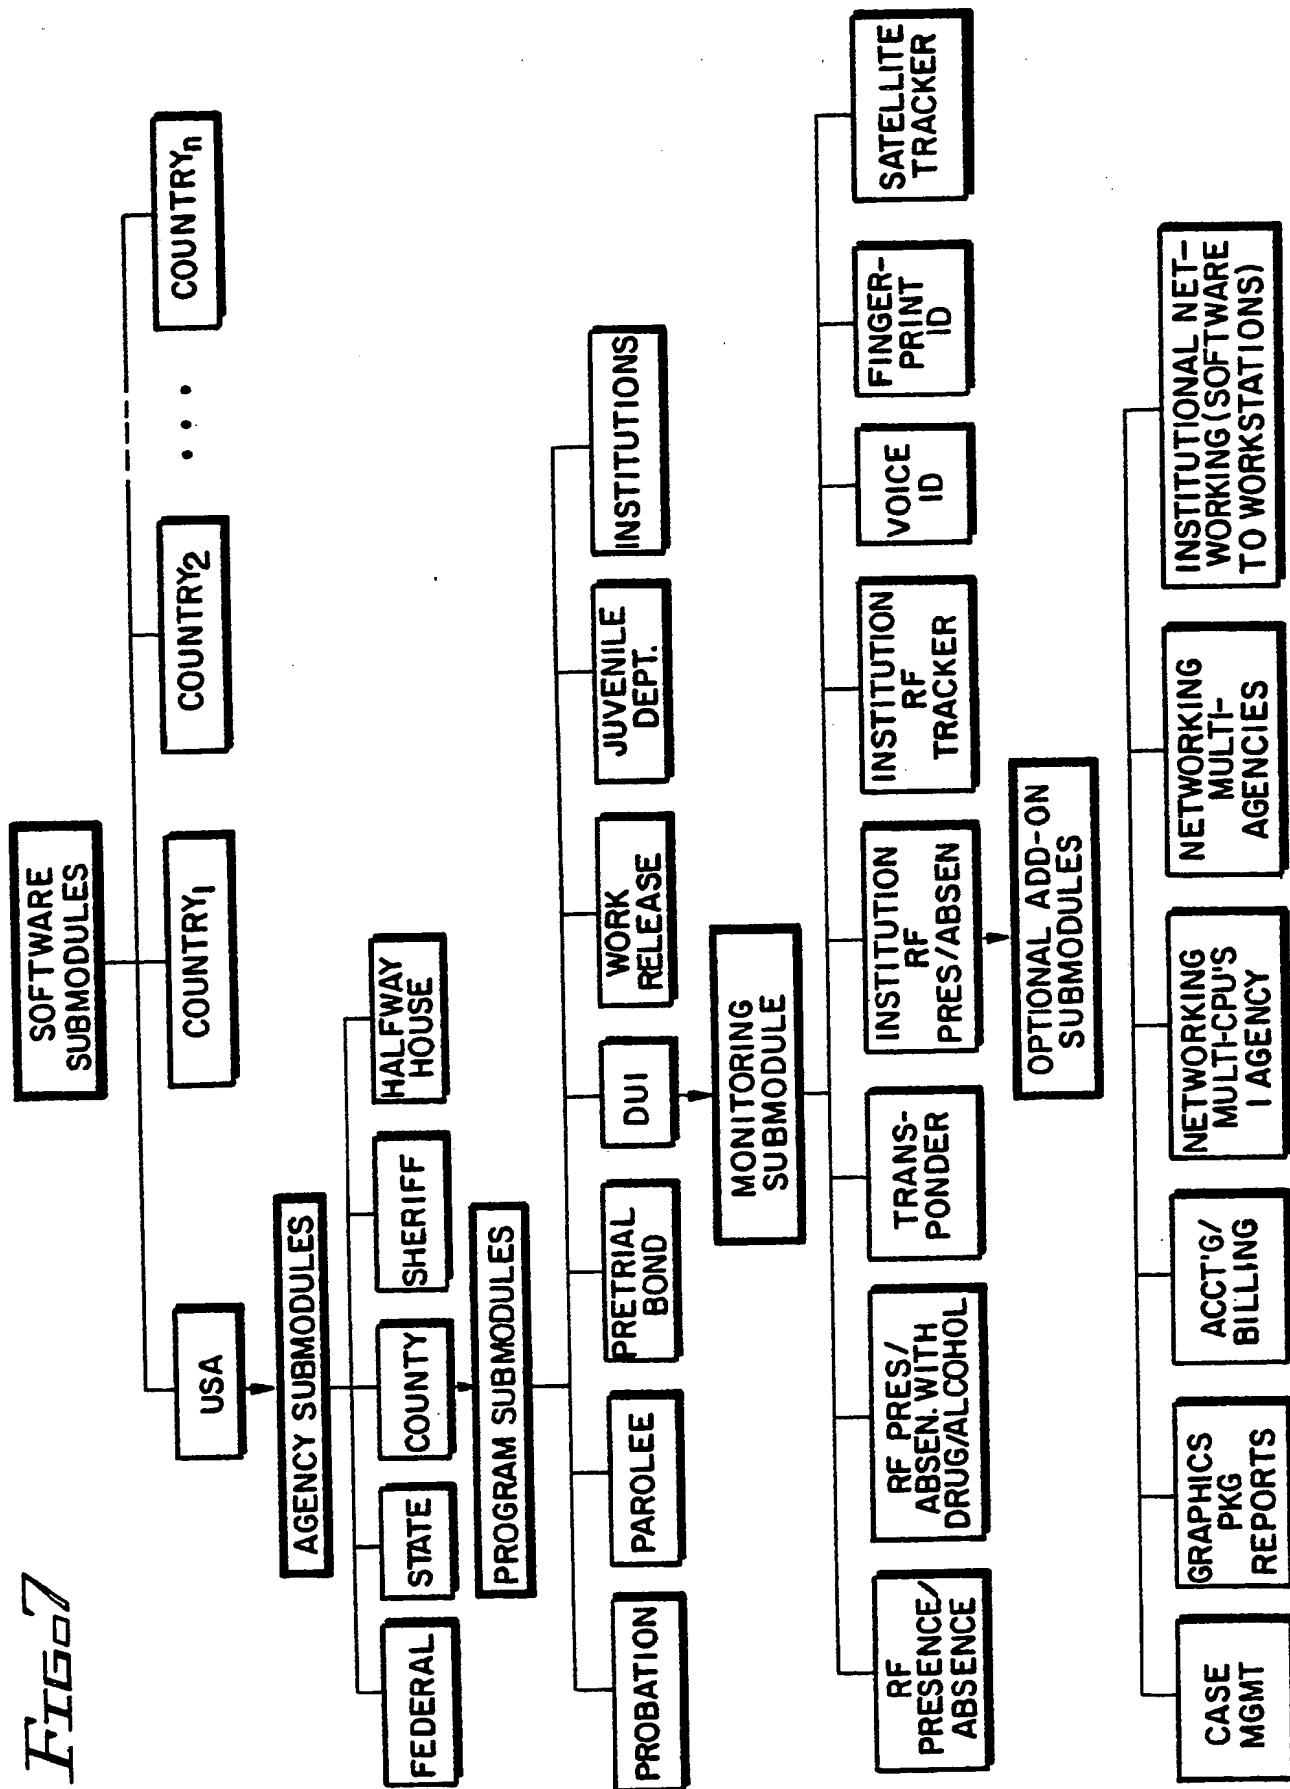 FIG. 7
SOFTWARE
SUBMODULES
USA
COUNTRY1
COUNTRY2
• • •
COUNTRYn
AGENCY SUBMODULES
FEDERAL
STATE
COUNTY
SHERIFF
HALFWAY
HOUSE
PROGRAM SUBMODULES
PROBATION
PAROLEE
PRETRIAL
BOND
DUI
WORK
RELEASE
JUVENILE
DEPT.
INSTITUTIONS
MONITORING
SUBMODULE
RF
PRESENCE/
ABSENCE
RF PRES/
ABSEN. WITH
DRUG/ALCOHOL
TRANS-
PONDER
INSTITUTION
RF
PRES/ABSEN
INSTITUTION
RF
TRACKER
VOICE
ID
FINGER-
PRINT
ID
SATELLITE
TRACKER
OPTIONAL ADD-ON
SUBMODULES
CASE
MGMT
GRAPHICS
PKG
REPORTS
ACCT'G/
BILLING
NETWORKING
MULTI-CPU'S
1 AGENCY
NETWORKING
MULTI-
AGENCIES
INSTITUTIONAL NET-
WORKING (SOFTWARE
TO WORKSTATIONS)